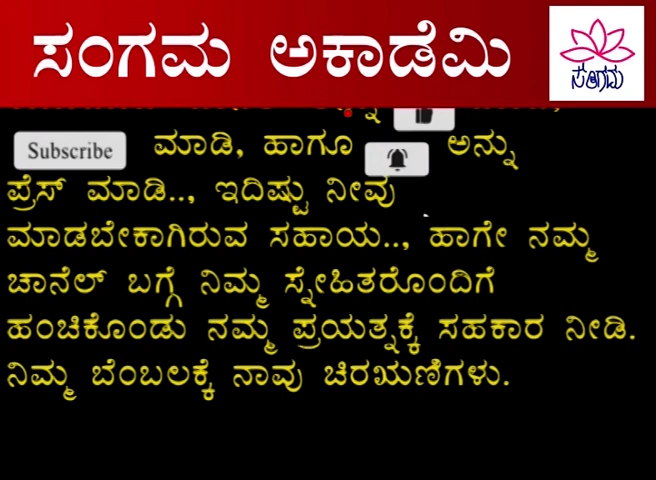 ಸಂಗಮ ಅಕಾಡೆಮಿ
ಸಂಗಮ
Subscribe ಮಾಡಿ, ಹಾಗೂ ಅನ್ನು
ಪ್ರೆಸ್ ಮಾಡಿ.., ಇದಿಷ್ಟು ನೀವು
ಮಾಡಬೇಕಾಗಿರುವ ಸಹಾಯ.., ಹಾಗೇ ನಮ್ಮ
ಚಾನೆಲ್ ಬಗ್ಗೆ ನಿಮ್ಮ ಸ್ನೇಹಿತರೊಂದಿಗೆ
ಹಂಚಿಕೊಂಡು ನಮ್ಮ ಪ್ರಯತ್ನಕ್ಕೆ ಸಹಕಾರ ನೀಡಿ.
ನಿಮ್ಮ ಬೆಂಬಲಕ್ಕೆ ನಾವು ಚಿರಋಣಿಗಳು.